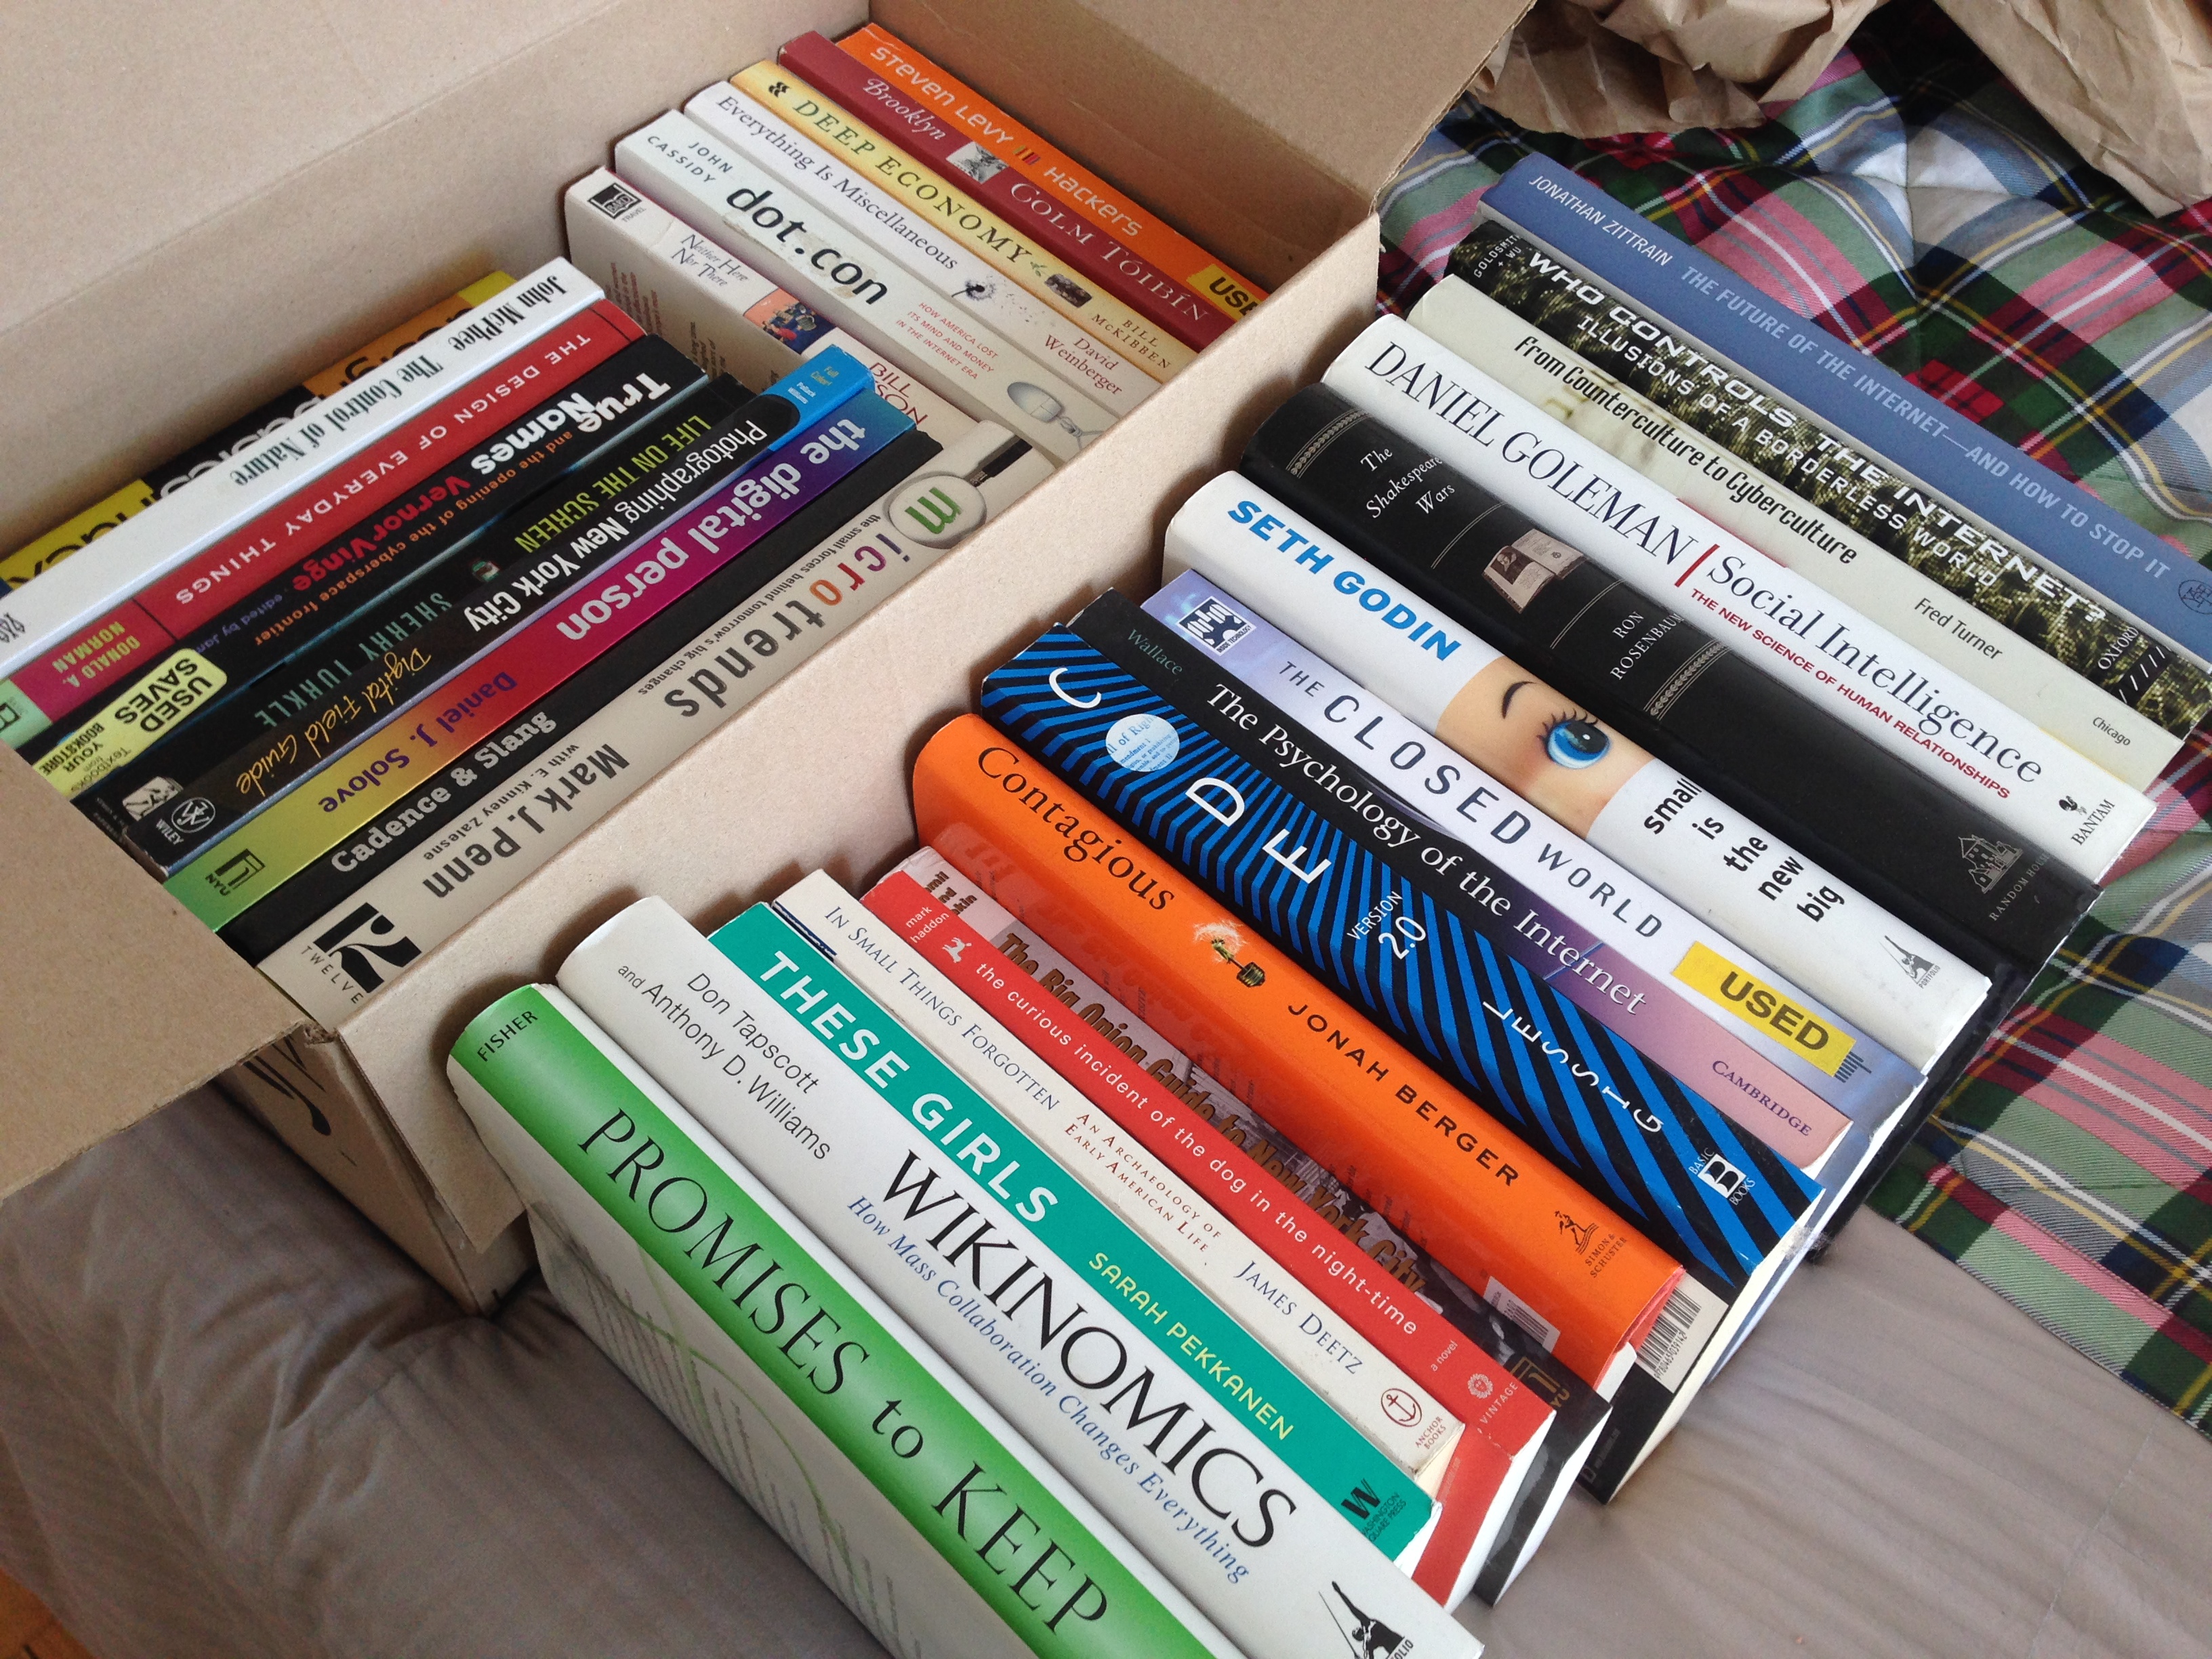 STEVEN LEVY HACKERS
USE
Brooklyn COLM TÓIBÍN
DEEP ECONOMY BILL
McKIBBEN
Everything Is Miscellaneous David
Weinberger
JOHN
CASSIDY
dot.con
HOW AMERICA LOST
ITS MIND AND MONEY
IN THE INTERNET ERA
TRAVEL
Neither Here
Nor There
BILL
John McPhee The Control of Nature
THE DESIGN OF EVERYDAY THINGS
DONALD A.
NORMAN
True
Names
and the opening of the cyberspace frontier
Vernor Vinge
edited by
USED
SAVES
YOUR
BOOKSTORE
Textbooks
LIFE ON THE SCREEN SHERRY TURKLE
Full
Color!
Photographing New York City Digital Field Guide
WILEY
the digital person Daniel J. Solove
NYU
Cadence & Slang
microtrends
the small forces behind tomorrow's big changes
Mark J. Penn
with E. Kinney Zalesne
TWELVE
JONATHAN ZITTRAIN THE FUTURE OF THE INTERNET—AND HOW TO STOP IT
WHO CONTROLS THE INTERNET?
ILLUSIONS OF A BORDERLESS WORLD
OXFORD
From Counterculture to Cyberculture Fred Turner Chicago
DANIEL GOLEMAN Social Intelligence
THE NEW SCIENCE OF HUMAN RELATIONSHIPS
BANTAM
The
Shakespeare
Wars
RON
ROSENBAUM
RANDOM HOUSE
SETH GODIN
small
is
the
new
big
PORTFOLIO
THE CLOSED WORLD
USED
Wallace The Psychology of the Internet CAMBRIDGE
CODE
VERSION
2.0
LESSIG
BASIC
BOOKS
Contagious JONAH BERGER
SIMON &
SCHUSTER
The Big Onion Guide to New York City
mark
haddon
the curious incident of the dog in the night-time
a novel
VINTAGE
IN SMALL THINGS FORGOTTEN
AN ARCHAEOLOGY OF
EARLY AMERICAN LIFE
JAMES DEETZ
ANCHOR
BOOKS
THESE GIRLS SARAH PEKKANEN
W
WASHINGTON
SQUARE PRESS
Don Tapscott
and Anthony D. Williams
WIKINOMICS
How Mass Collaboration Changes Everything
FISHER
PROMISES to KEEP